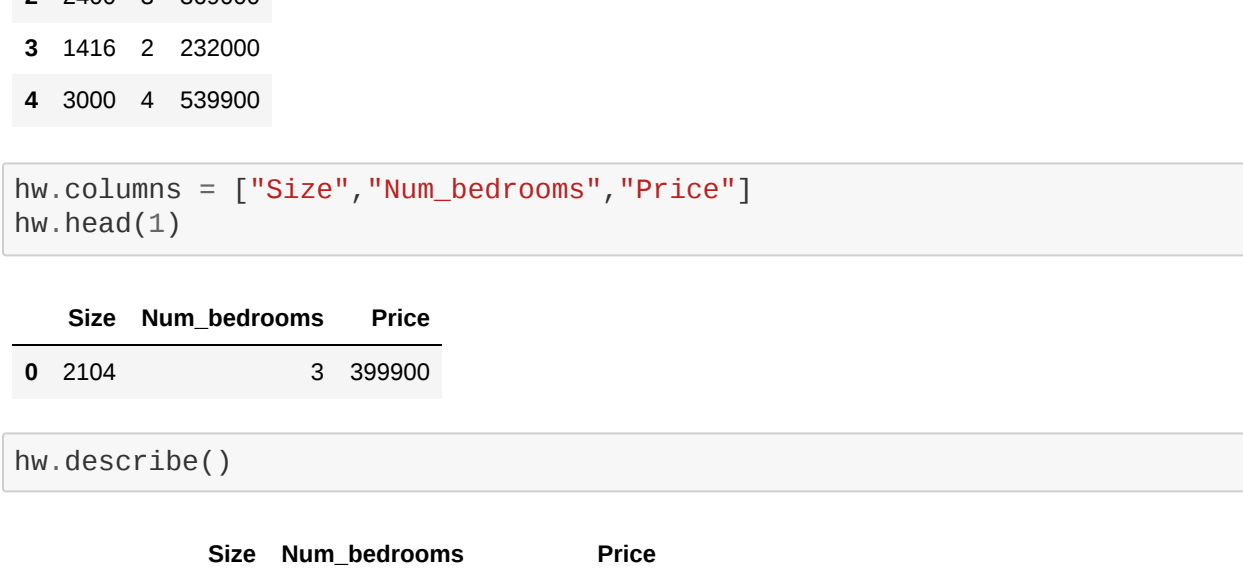 3 1416 2 232000
4 3000 4 539900
hw.columns = ["Size","Num_bedrooms","Price"]
hw.head(1)
Size Num_bedrooms Price
0 2104 3 399900
hw.describe()
Size Num_bedrooms Price